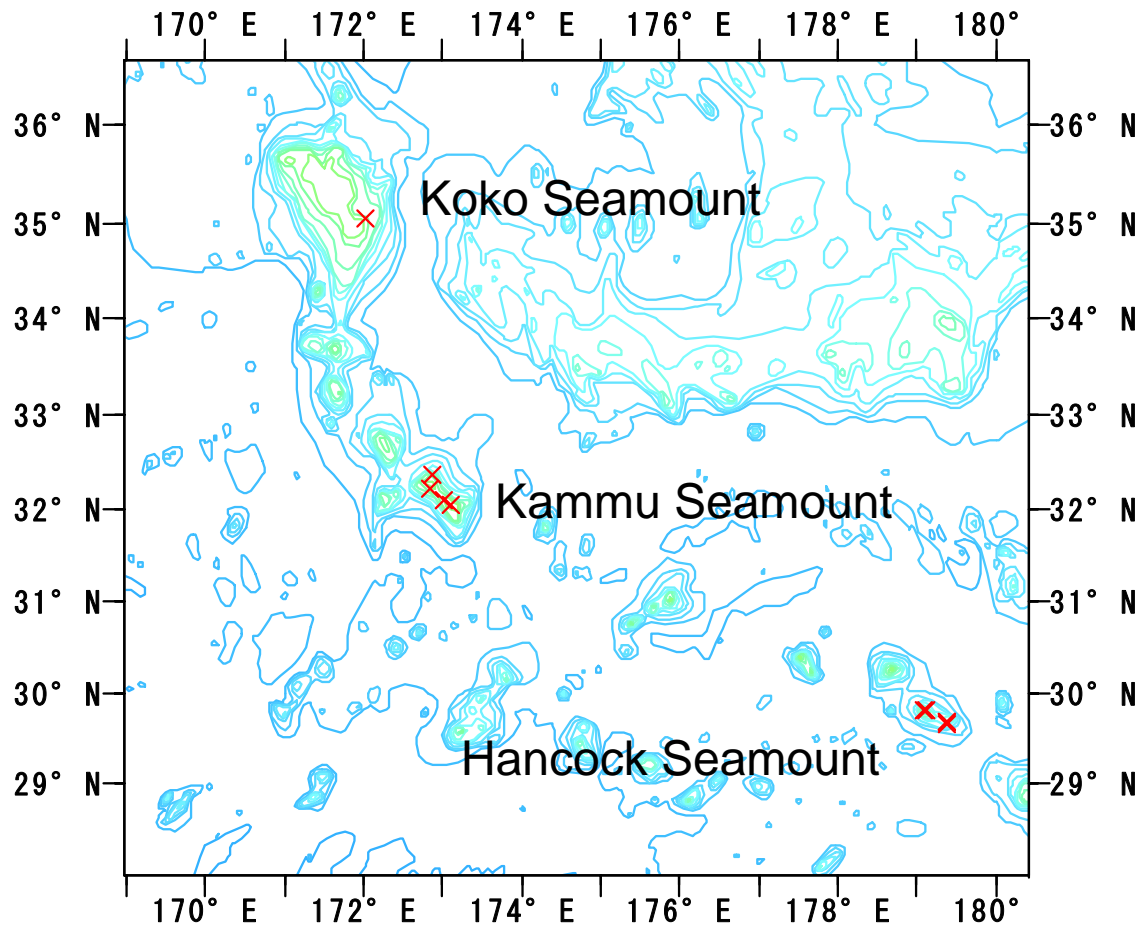 170° E 172° E 174° E 176° E 178° E 180°
36° N 36° N
Koko Seamount
35° N 35° N
34° N 34° N
33° N 33° N
Kammu Seamount
32° N 32° N
31° N 31° N
30° N 30° N
Hancock Seamount
29° N 29° N
170° E 172° E 174° E 176° E 178° E 180°